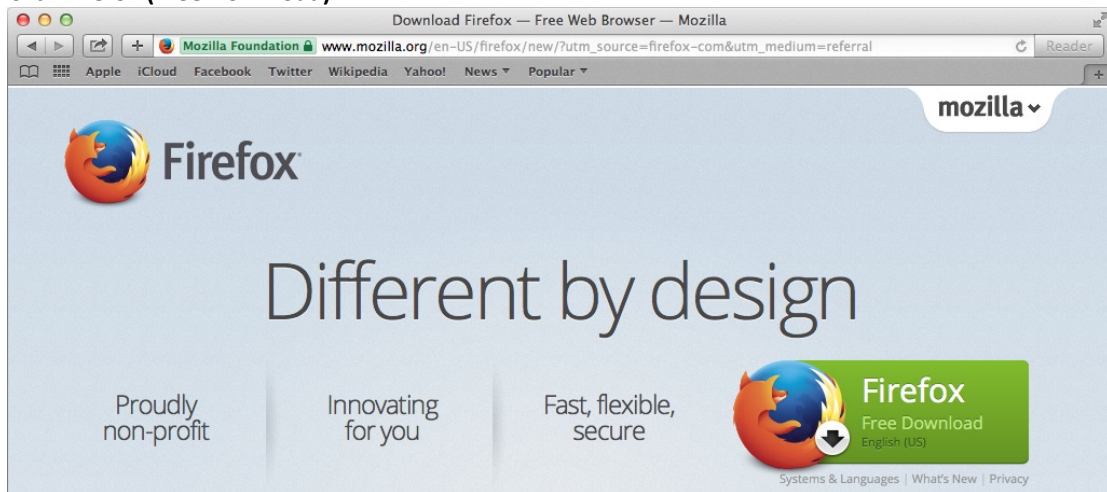 Download Firefox — Free Web Browser — Mozilla
Mozilla Foundation www.mozilla.org/en-US/firefox/new/?utm_source=firefox-com&utm_medium=referral Reader
Apple iCloud Facebook Twitter Wikipedia Yahoo! News Popular
mozilla
Firefox
Different by design
Proudly
non-profit
Innovating
for you
Fast, flexible,
secure
Firefox
Free Download
English (US)
Systems & Languages | What's New | Privacy